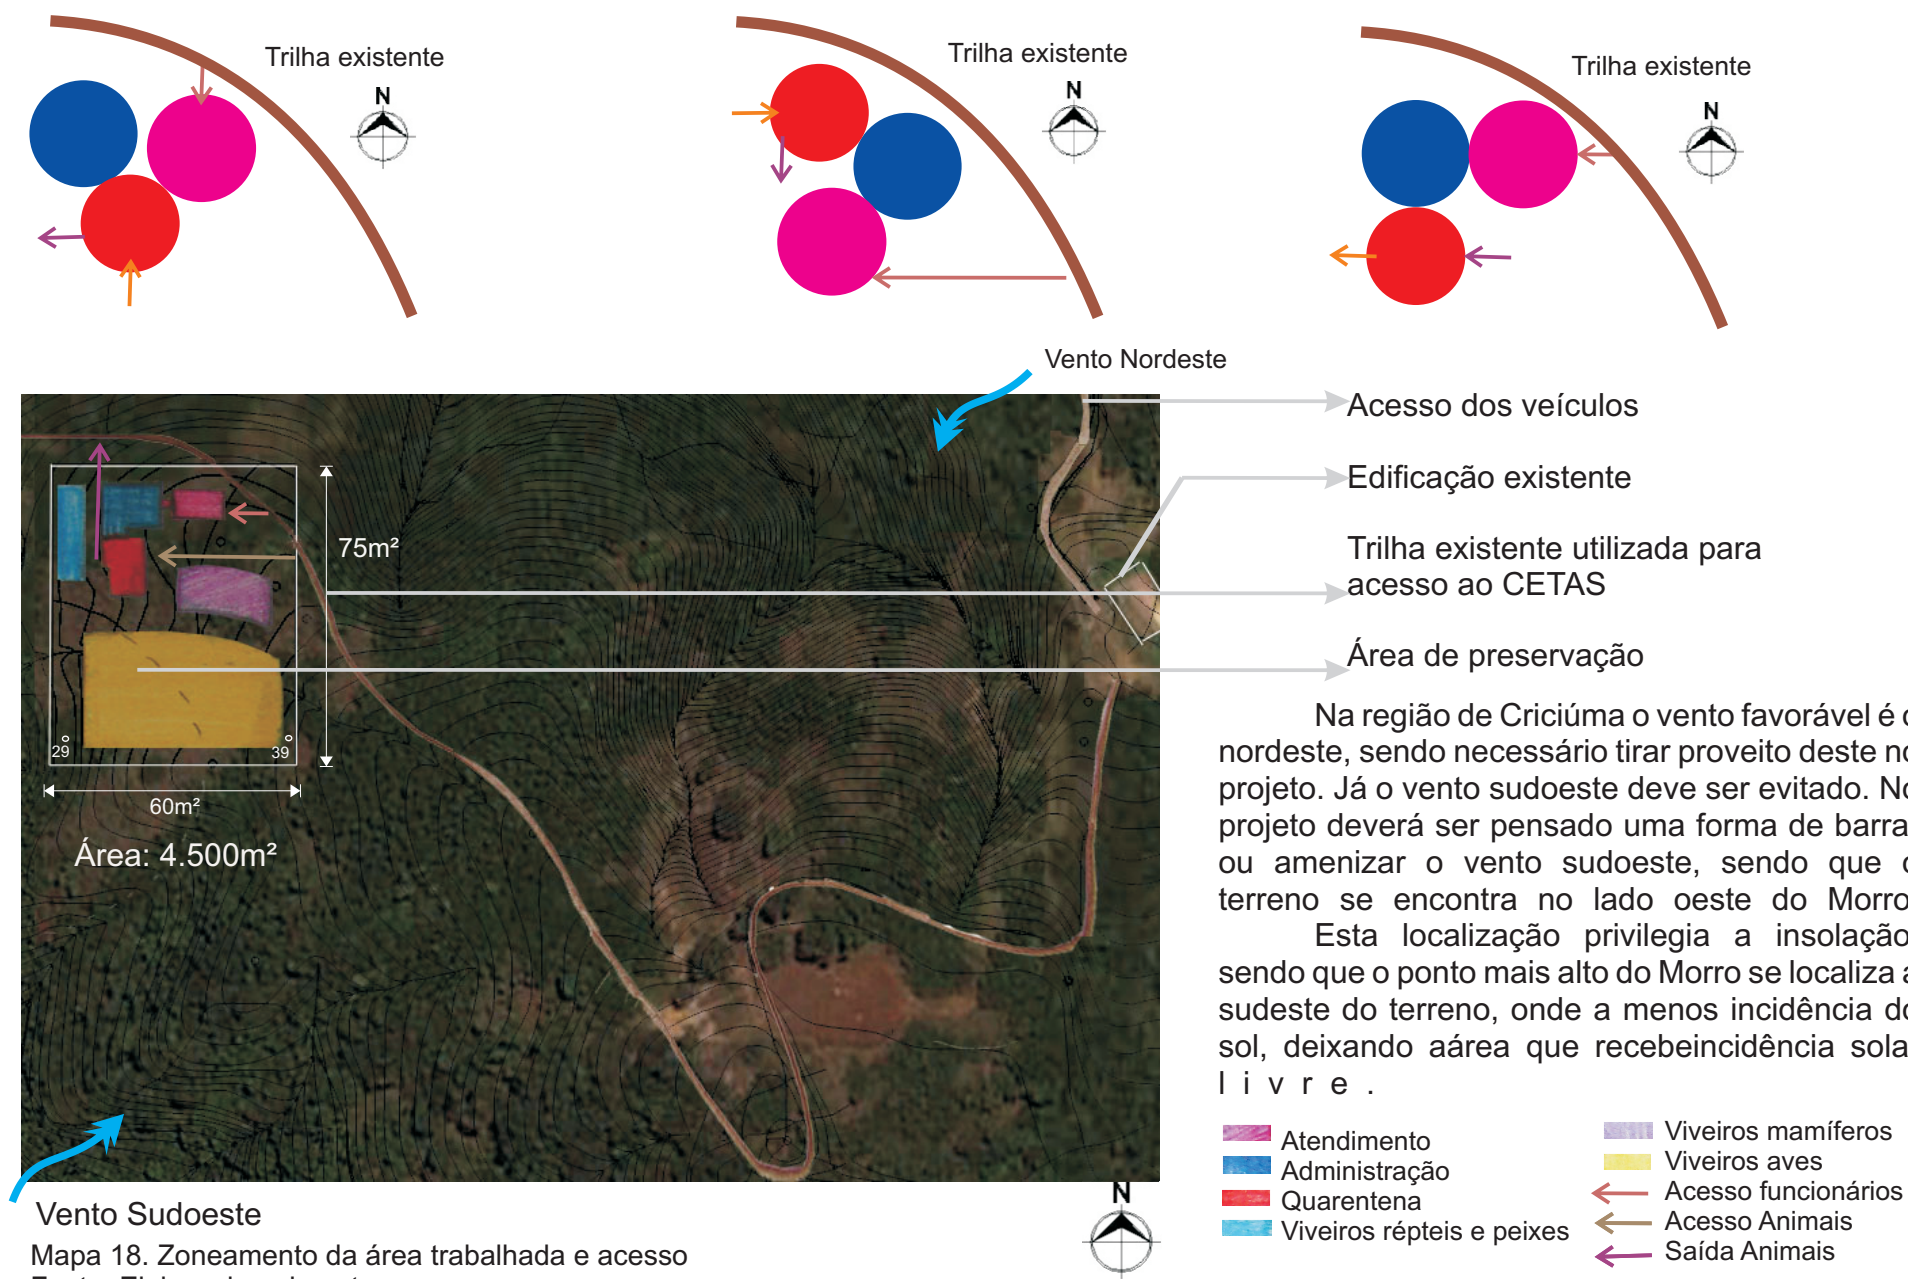 Trilha existente
N
Trilha existente
N
Trilha existente
N
Vento Nordeste
Acesso dos veículos
Edificação existente
Trilha existente utilizada para
acesso ao CETAS
Área de preservação
75m²
29°
39°
60m²
Área: 4.500m²
Na região de Criciúma o vento favorável é
nordeste, sendo necessário tirar proveito deste
projeto. Já o vento sudoeste deve ser evitado.
projeto deverá ser pensado uma forma de
ou amenizar o vento sudoeste, sendo que
terreno se encontra no lado oeste do Morro
Esta localização privilegia a insolação
sendo que o ponto mais alto do Morro se localiza
sudeste do terreno, onde a menos incidência
sol, deixando aárea que recebeincidência
l i v r e .
Atendimento
Administração
Quarentena
Viveiros répteis e peixes
Viveiros mamíferos
Viveiros aves
Acesso funcionários
Acesso Animais
Saída Animais
N
Vento Sudoeste
Mapa 18. Zoneamento da área trabalhada e acesso